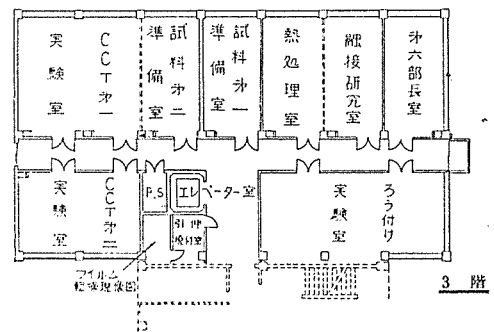 CCT第一
実験室
試料第二
準備室
試料第一
準備室
熱処理室
融接研究室
第六部長室
CCT第二
実験室
P.S
エレベーター室
引伸
ろう付け
実験室
フイルム
3 階